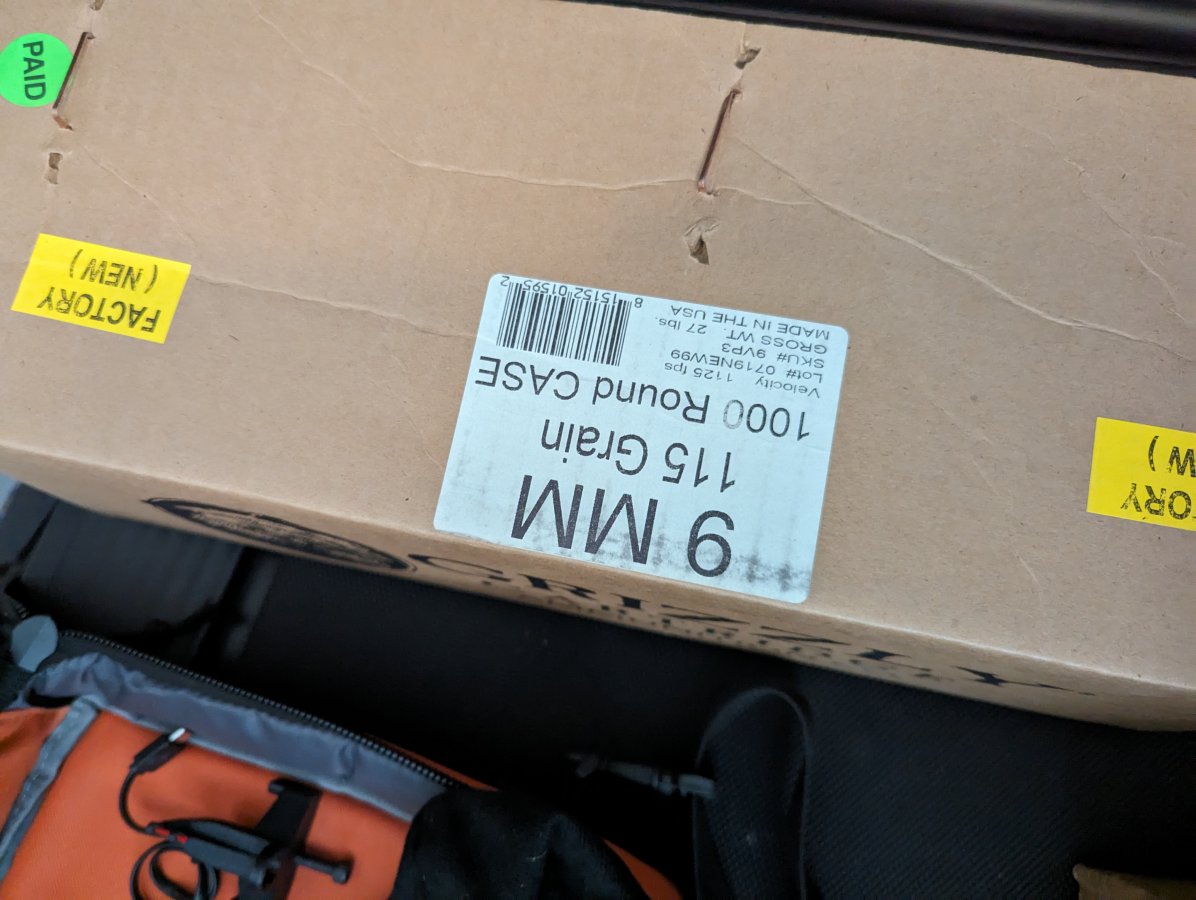 PAID
FACTORY
( NEW )
9 MM
115 Grain
1000 Round CASE
Velocity 1125 fps
Lot# 0719NEW99
SKU# 9VP3
GROSS WT. 27 lbs.
MADE IN THE USA
8 15152 01595 2
GRIZZLY